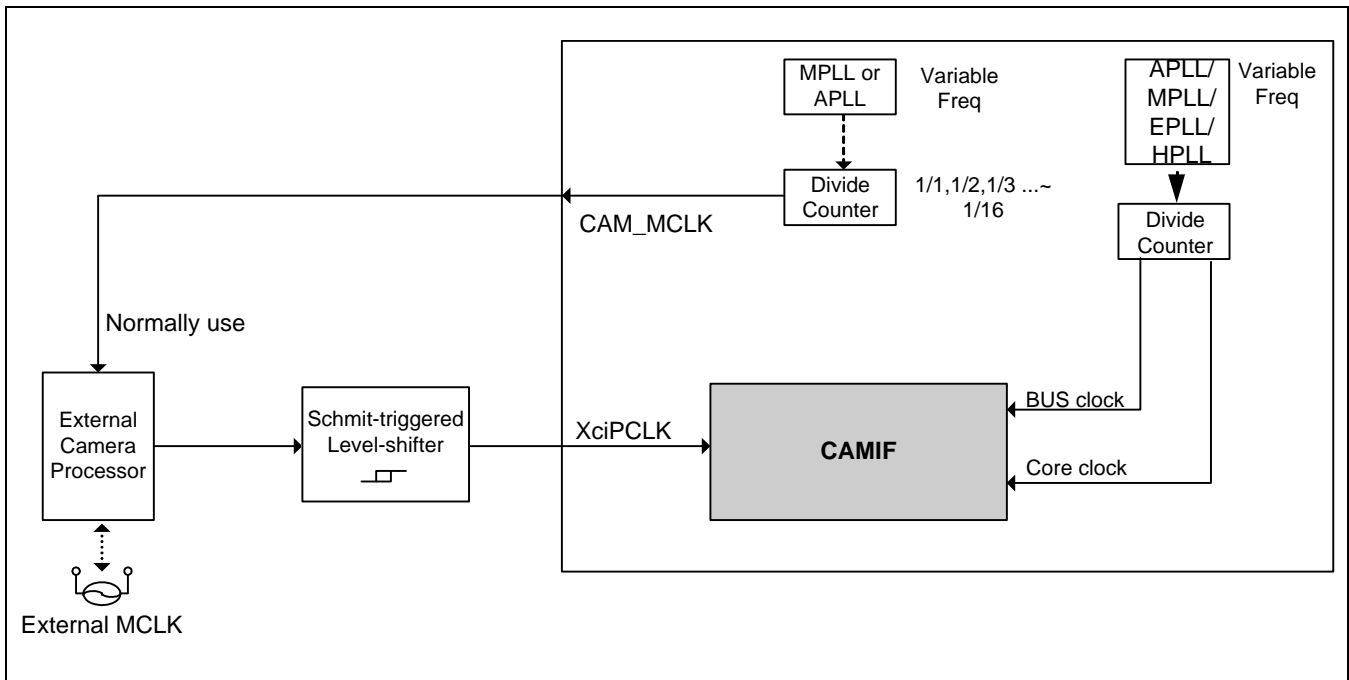 MPLL or
APLL
Variable
Freq
APLL/
MPLL/
EPLL/
HPLL
Variable
Freq
Divide
Counter
1/1,1/2,1/3 ...~
1/16
CAM_MCLK
Divide
Counter
Normally use
External
Camera
Processor
Schmit-triggered
Level-shifter
XciPCLK
CAMIF
BUS clock
Core clock
External MCLK